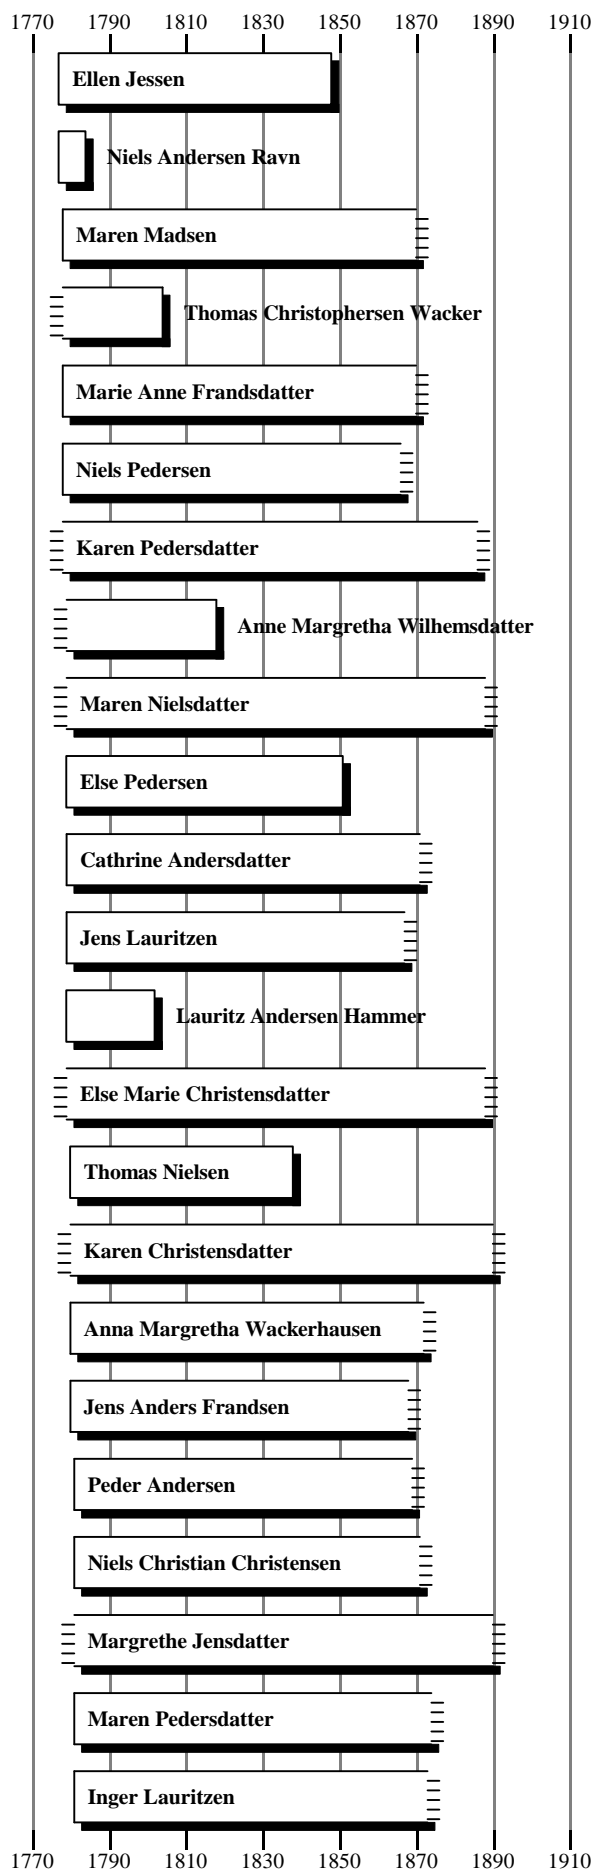 1770 1790 1810 1830 1850 1870 1890 1910
Ellen Jessen
Niels Andersen Ravn
Maren Madsen
Thomas Christophersen Wacker
Marie Anne Frandsdatter
Niels Pedersen
Karen Pedersdatter
Anne Margretha Wilhemsdatter
Maren Nielsdatter
Else Pedersen
Cathrine Andersdatter
Jens Lauritzen
Lauritz Andersen Hammer
Else Marie Christensdatter
Thomas Nielsen
Karen Christensdatter
Anna Margretha Wackerhausen
Jens Anders Frandsen
Peder Andersen
Niels Christian Christensen
Margrethe Jensdatter
Maren Pedersdatter
Inger Lauritzen
1770 1790 1810 1830 1850 1870 1890 1910